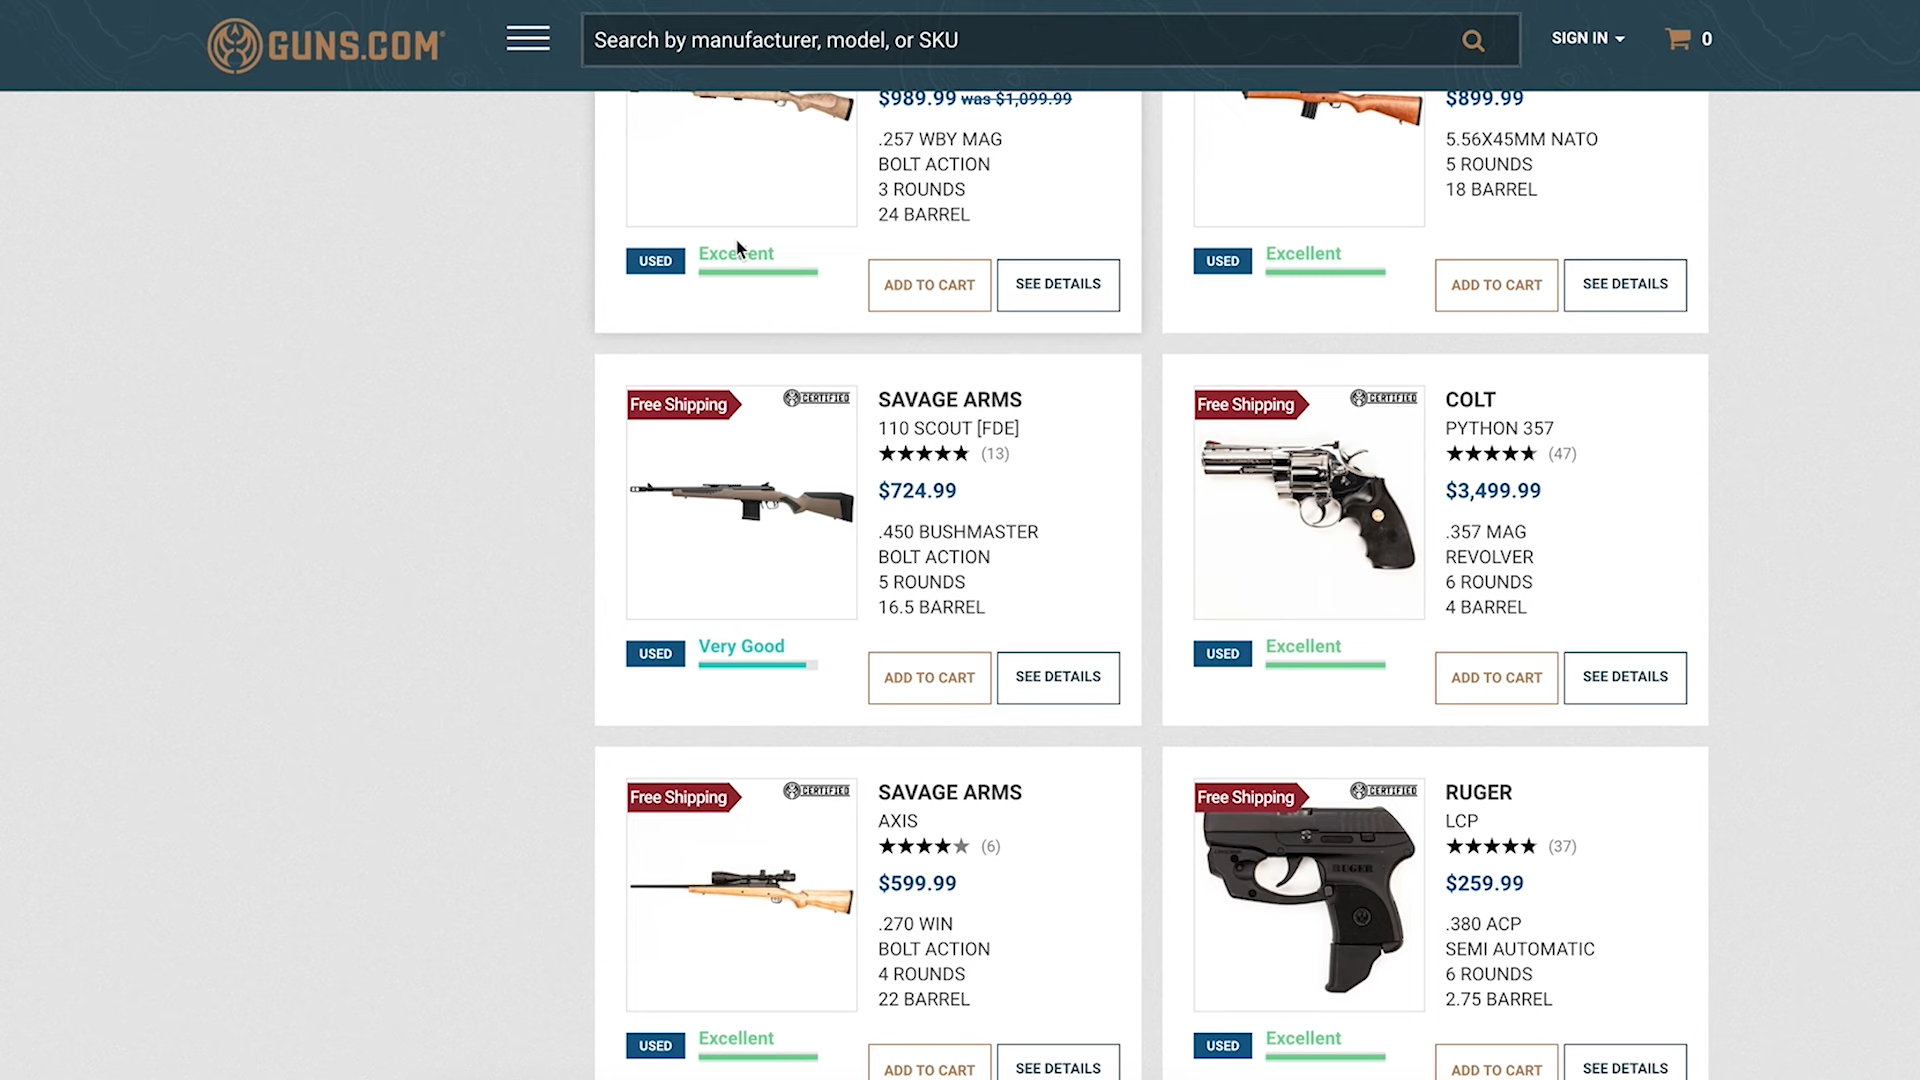 GUNS.COM
Search by manufacturer, model, or SKU
SIGN IN
0
$989.99 was $1,099.99
.257 WBY MAG
BOLT ACTION
3 ROUNDS
24 BARREL
USED
Excellent
ADD TO CART
SEE DETAILS
$899.99
5.56X45MM NATO
5 ROUNDS
18 BARREL
USED
Excellent
ADD TO CART
SEE DETAILS
Free Shipping
CERTIFIED
SAVAGE ARMS
110 SCOUT [FDE]
(13)
$724.99
.450 BUSHMASTER
BOLT ACTION
5 ROUNDS
16.5 BARREL
USED
Very Good
ADD TO CART
SEE DETAILS
Free Shipping
CERTIFIED
COLT
PYTHON 357
(47)
$3,499.99
.357 MAG
REVOLVER
6 ROUNDS
4 BARREL
USED
Excellent
ADD TO CART
SEE DETAILS
Free Shipping
CERTIFIED
SAVAGE ARMS
AXIS
(6)
$599.99
.270 WIN
BOLT ACTION
4 ROUNDS
22 BARREL
USED
Excellent
ADD TO CART
SEE DETAILS
Free Shipping
CERTIFIED
RUGER
RUGER
LCP
(37)
$259.99
.380 ACP
SEMI AUTOMATIC
6 ROUNDS
2.75 BARREL
USED
Excellent
ADD TO CART
SEE DETAILS